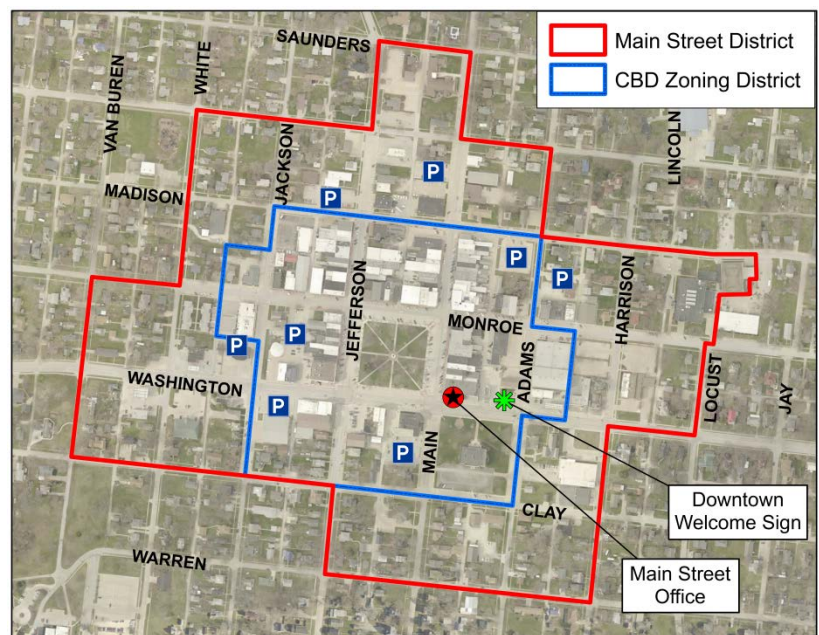 SAUNDERS
Main Street District
CBD Zoning District
VAN BUREN
WHITE
LINCOLN
JACKSON
MADISON
P
P
JEFFERSON
P
P
HARRISON
MONROE
P
P
ADAMS
WASHINGTON
P
LOCUST
JAY
MAIN
P
CLAY
Downtown
Welcome Sign
WARREN
Main Street
Office